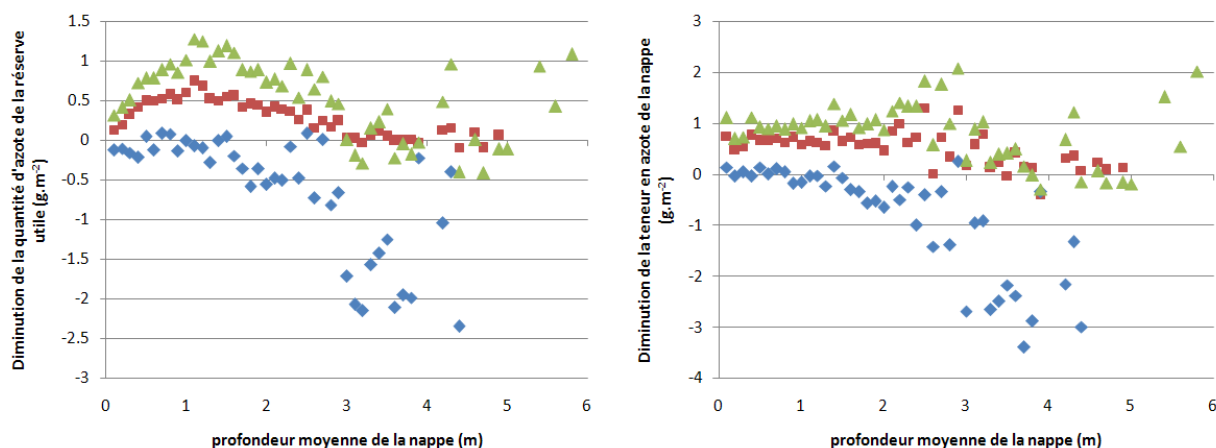 Diminution de la quantité d'azote de la réserve
utile (g.m-2)
1.5
1
0.5
0
-0.5
-1
-1.5
-2
-2.5
-3
0 1 2 3 4 5 6
profondeur moyenne de la nappe (m)
Diminution de la teneur en azote de la nappe
(g.m-2)
3
2
1
0
-1
-2
-3
-4
0 1 2 3 4 5 6
profondeur moyenne de la nappe (m)